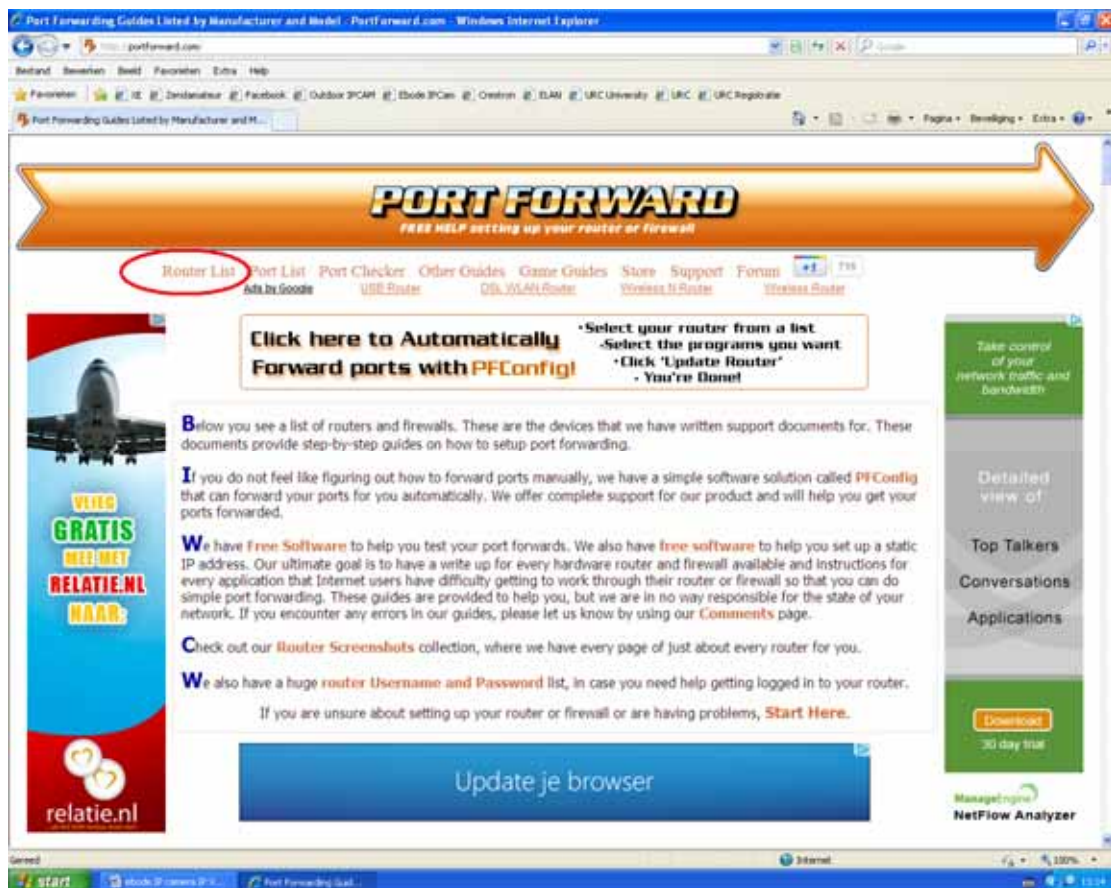 Port Forwarding Guides Listed by Manufacturer and Model - PortForward.com - Windows Internet Explorer
portforward.com
Google
Bestand Bewerken Beeld Favorieten Extra Help
Favorieten IE Zendamateur Facebook Outdoor IPCAM Ebode IPCam Crestron ELAN URC University URC URC Registratie
Port Forwarding Guides Listed by Manufacturer and M...
Pagina Beveiliging Extra
PORT FORWARD
FREE HELP setting up your router or firewall
Router List Port List Port Checker Other Guides Game Guides Store Support Forum +1
Ads by Google USB Router DSL WLAN Router Wireless N Router Wireless Router
Click here to Automatically
Forward ports with PFConfig!
•Select your router from a list
-Select the programs you want
•Click 'Update Router'
- You're Done!
VLIEG
GRATIS
MEE MET
RELATIE.NL
NAAR:
relatie.nl
Below you see a list of routers and firewalls. These are the devices that we have written support documents for. These
documents provide step-by-step guides on how to setup port forwarding.
If you do not feel like figuring out how to forward ports manually, we have a simple software solution called PFConfig
that can forward your ports for you automatically. We offer complete support for our product and will help you get your
ports forwarded.
We have Free Software to help you test your port forwards. We also have free software to help you set up a static
IP address. Our ultimate goal is to have a write up for every hardware router and firewall available and instructions for
every application that Internet users have difficulty getting to work through their router or firewall so that you can do
simple port forwarding. These guides are provided to help you, but we are in no way responsible for the state of your
network. If you encounter any errors in our guides, please let us know by using our Comments page.
Check out our Router Screenshots collection, where we have every page of just about every router for you.
We also have a huge router Username and Password list, in case you need help getting logged in to your router.
If you are unsure about setting up your router or firewall or are having problems, Start Here.
Update je browser
Take control
of your
network traffic and
bandwidth
Detailed
view of:
Top Talkers
Conversations
Applications
Download
30 day trial
ManageEngine
NetFlow Analyzer
Gereed
Internet
100%
start
Port Forwarding Guid...